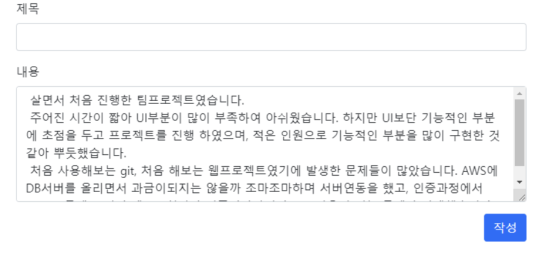 제목
내용
살면서 처음 진행한 팀프로젝트였습니다.
주어진 시간이 짧아 UI부분이 많이 부족하여 아쉬웠습니다. 하지만 UI보단 기능적인 부분
에 초점을 두고 프로젝트를 진행 하였으며, 적은 인원으로 기능적인 부분을 많이 구현한 것
같아 뿌듯했습니다.
처음 사용해보는 git, 처음 해보는 웹프로젝트였기에 발생한 문제들이 많았습니다. AWS에
DB서버를 올리면서 과금이되지는 않을까 조마조마하며 서버연동을 했고, 인증과정에서
작성